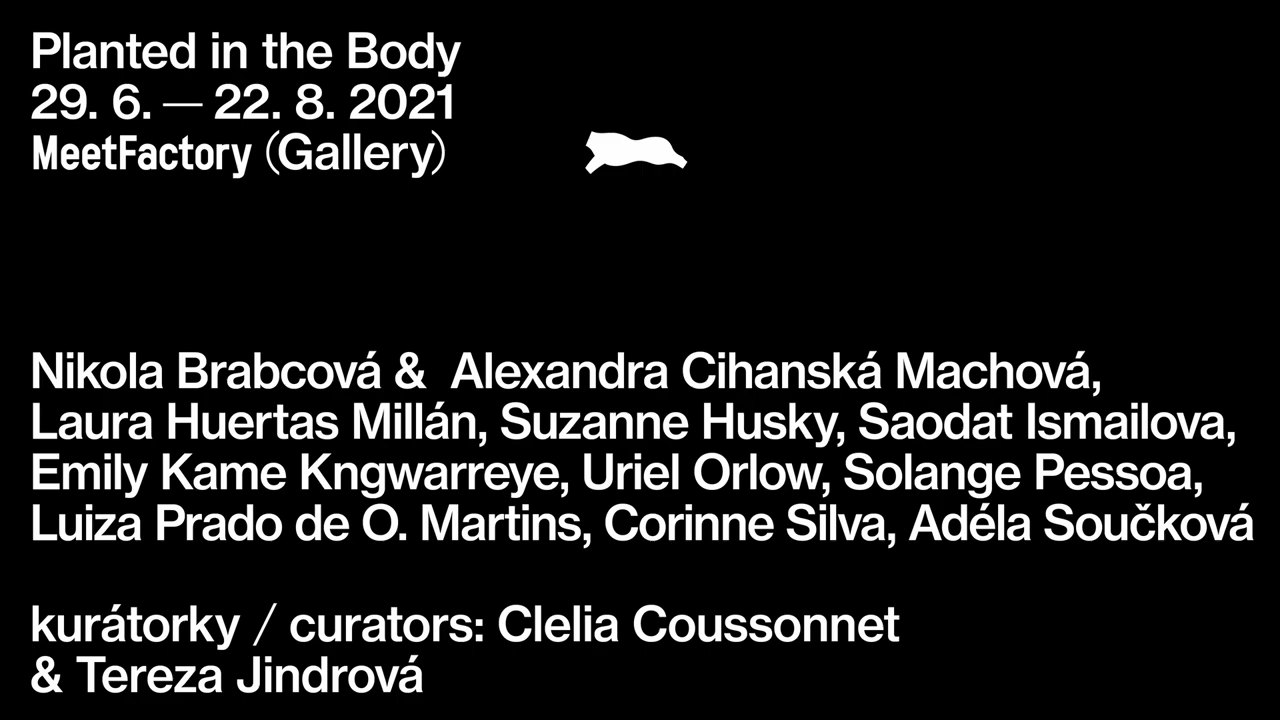 Planted in the Body
29. 6. — 22. 8. 2021
MeetFactory (Gallery)
Nikola Brabcová &  Alexandra Cihanská Machová,
Laura Huertas Millán, Suzanne Husky, Saodat Ismailova,
Emily Kame Kngwarreye, Uriel Orlow, Solange Pessoa,
Luiza Prado de O. Martins, Corinne Silva, Adéla Součková
kurátorky / curators: Clelia Coussonnet
& Tereza Jindrová